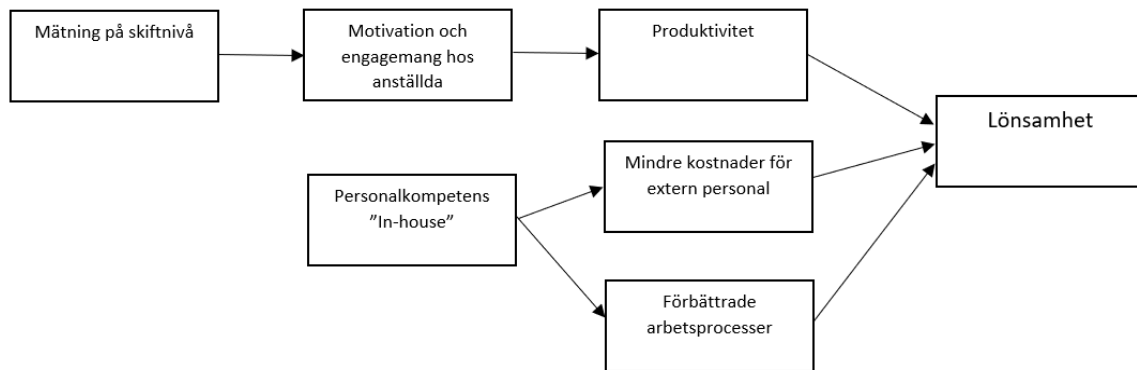 Mätning på skiftnivå
Motivation och
engagemang hos
anställda
Produktivitet
Lönsamhet
Mindre kostnader för
extern personal
Personalkompetens
”In-house”
Förbättrade
arbetsprocesser